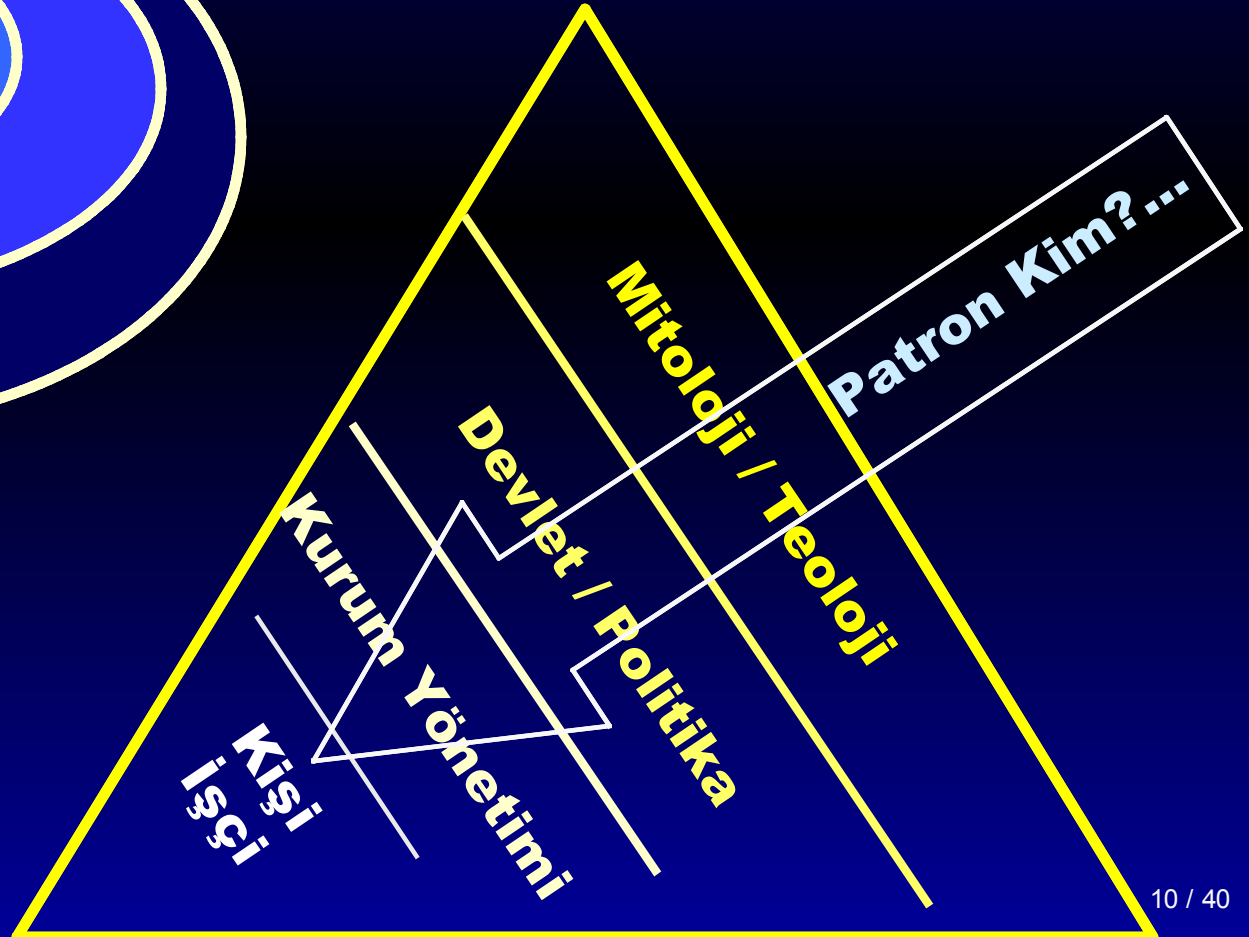 Patron Kim?...
Mitoloji / Teoloji
Devlet / Politika
Kurum Yönetimi
Kişi
İşçi
10 / 40